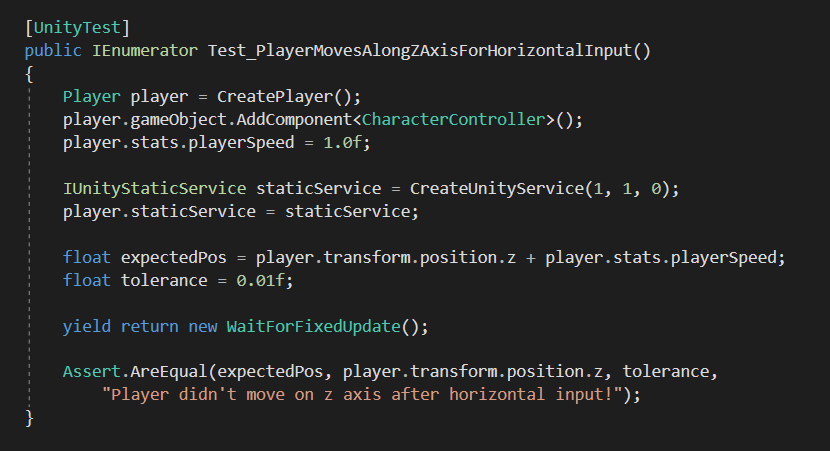 [UnityTest]
public IEnumerator Test_PlayerMovesAlongZAxisForHorizontalInput()
{
Player player = CreatePlayer();
player.gameObject.AddComponent<CharacterController>();
player.stats.playerSpeed = 1.0f;
IUnityStaticService staticService = CreateUnityService(1, 1, 0);
player.staticService = staticService;
float expectedPos = player.transform.position.z + player.stats.playerSpeed;
float tolerance = 0.01f;
yield return new WaitForFixedUpdate();
Assert.AreEqual(expectedPos, player.transform.position.z, tolerance,
"Player didn't move on z axis after horizontal input!");
}